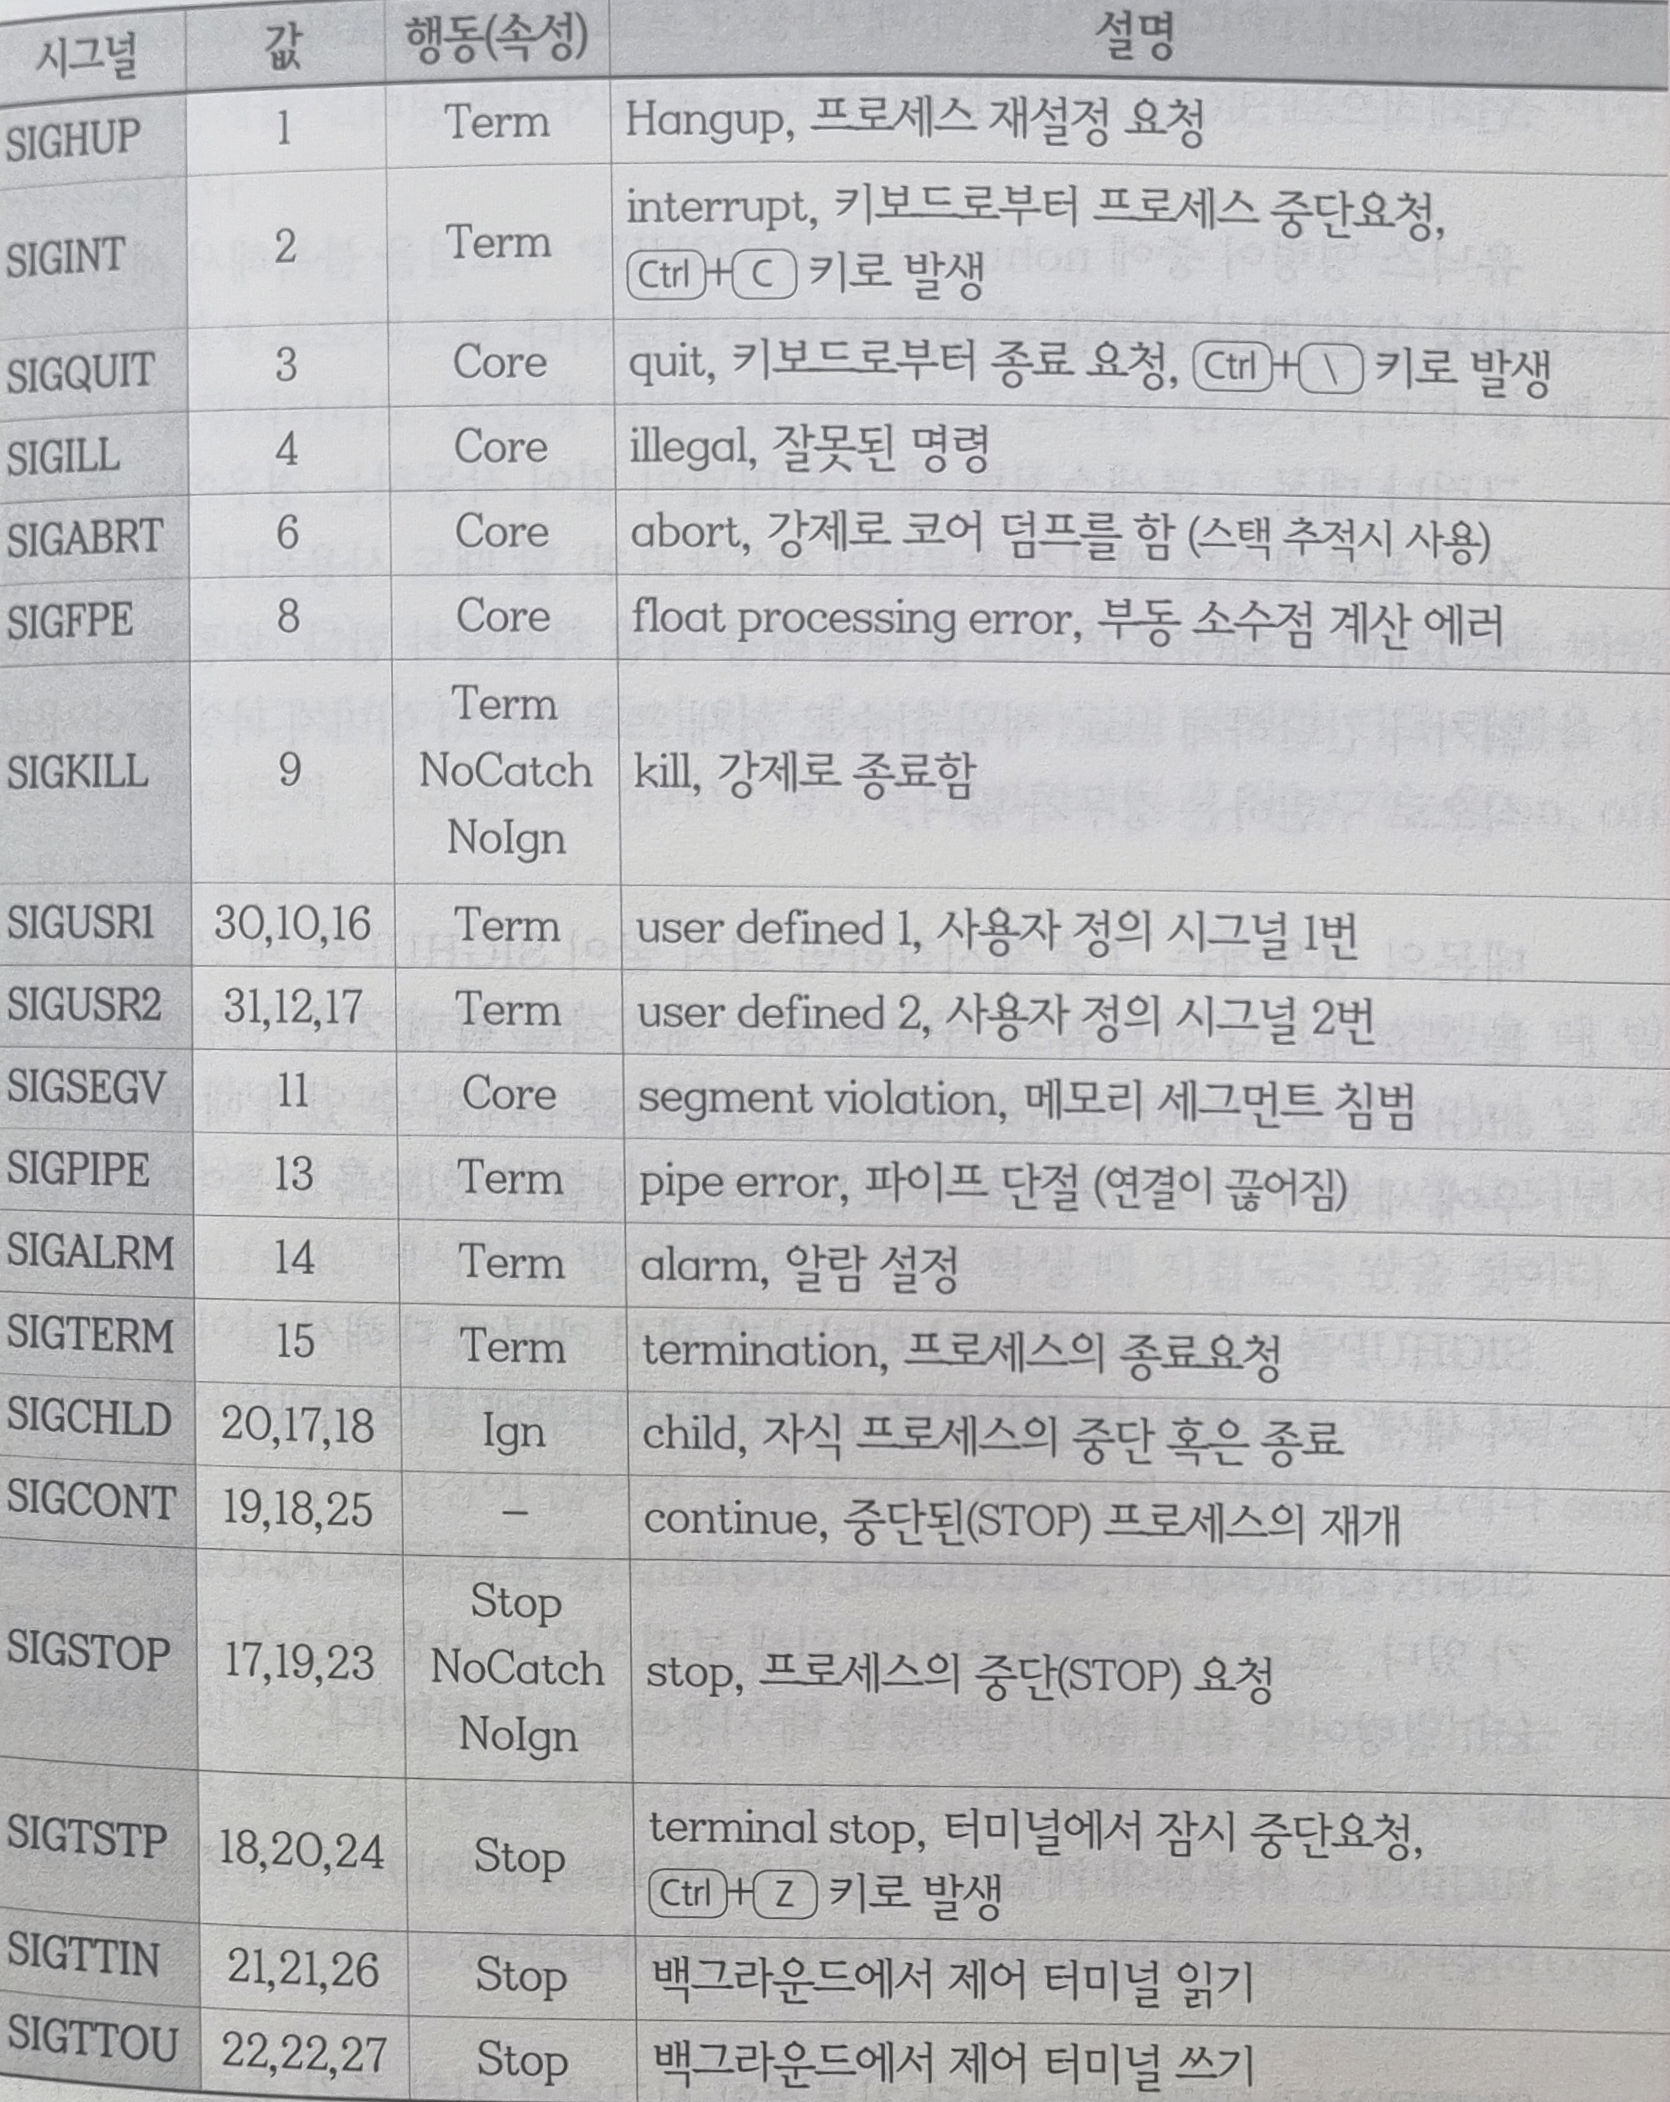 시그널 값 행동(속성) 설명
SIGHUP 1 Term Hangup, 프로세스 재설정 요청
SIGINT 2 Term interrupt, 키보드로부터 프로세스 중단요청,
Ctrl+C 키로 발생
SIGQUIT 3 Core quit, 키보드로부터 종료 요청, Ctrl+\ 키로 발생
SIGILL 4 Core illegal, 잘못된 명령
SIGABRT 6 Core abort, 강제로 코어 덤프를 함 (스택 추적시 사용)
SIGFPE 8 Core float processing error, 부동 소수점 계산 에러
Term
SIGKILL 9 NoCatch kill, 강제로 종료함
NoIgn
SIGUSR1 30,10,16 Term user defined 1, 사용자 정의 시그널 1번
SIGUSR2 31,12,17 Term user defined 2, 사용자 정의 시그널 2번
SIGSEGV 11 Core segment violation, 메모리 세그먼트 침범
SIGPIPE 13 Term pipe error, 파이프 단절 (연결이 끊어짐)
SIGALRM 14 Term alarm, 알람 설정
SIGTERM 15 Term termination, 프로세스의 종료요청
SIGCHLD 20,17,18 Ign child, 자식 프로세스의 중단 혹은 종료
SIGCONT 19,18,25 – continue, 중단된(STOP) 프로세스의 재개
Stop
SIGSTOP 17,19,23 NoCatch stop, 프로세스의 중단(STOP) 요청
NoIgn
SIGTSTP 18,20,24 Stop terminal stop, 터미널에서 잠시 중단요청,
Ctrl+Z 키로 발생
SIGTTIN 21,21,26 Stop 백그라운드에서 제어 터미널 읽기
SIGTTOU 22,22,27 Stop 백그라운드에서 제어 터미널 쓰기